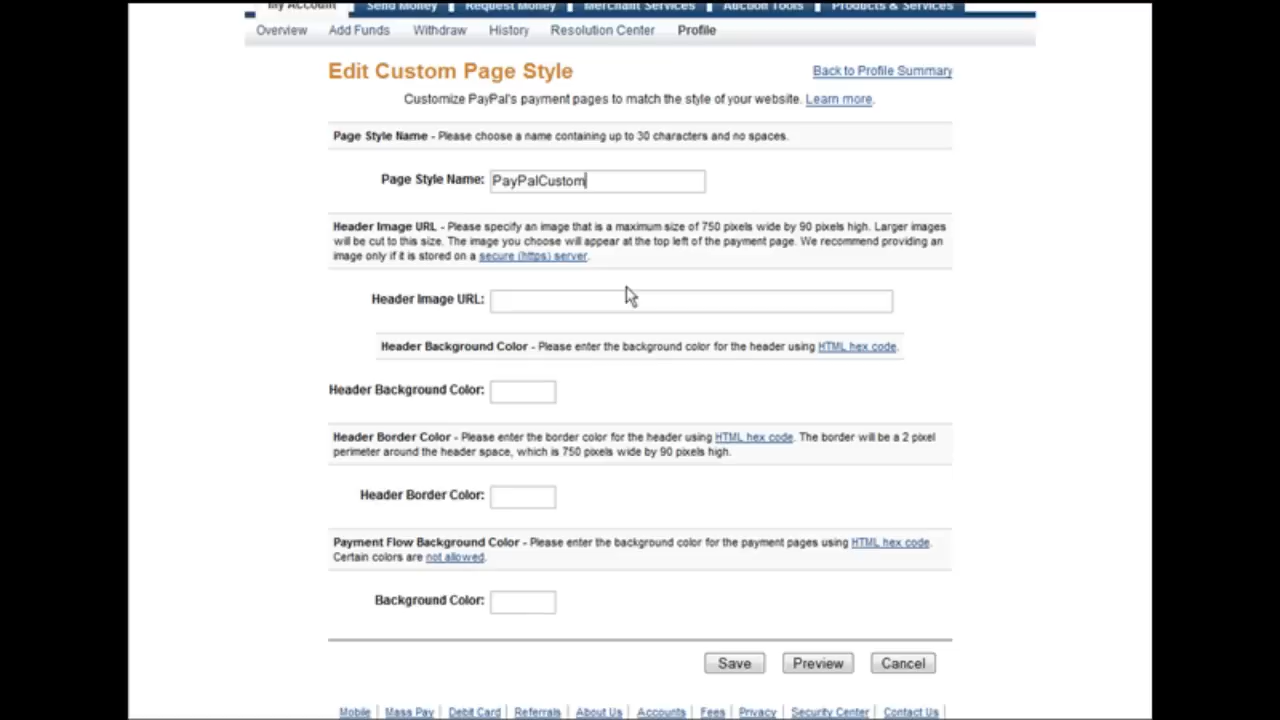 My Account Send Money Request Money Merchant Services Auction Tools Products & Services
Overview Add Funds Withdraw History Resolution Center Profile
Edit Custom Page Style Back to Profile Summary
Customize PayPal's payment pages to match the style of your website. Learn more.
Page Style Name - Please choose a name containing up to 30 characters and no spaces.
Page Style Name: PayPalCustom
Header Image URL - Please specify an image that is a maximum size of 750 pixels wide by 90 pixels high. Larger images
will be cut to this size. The image you choose will appear at the top left of the payment page. We recommend providing an
image only if it is stored on a secure (https) server.
Header Image URL:
Header Background Color - Please enter the background color for the header using HTML hex code.
Header Background Color:
Header Border Color - Please enter the border color for the header using HTML hex code. The border will be a 2 pixel
perimeter around the header space, which is 750 pixels wide by 90 pixels high.
Header Border Color:
Payment Flow Background Color - Please enter the background color for the payment pages using HTML hex code.
Certain colors are not allowed.
Background Color:
Save Preview Cancel
Mobile | Mass Pay | Debit Card | Referrals | About Us | Accounts | Fees | Privacy | Security Center | Contact Us |